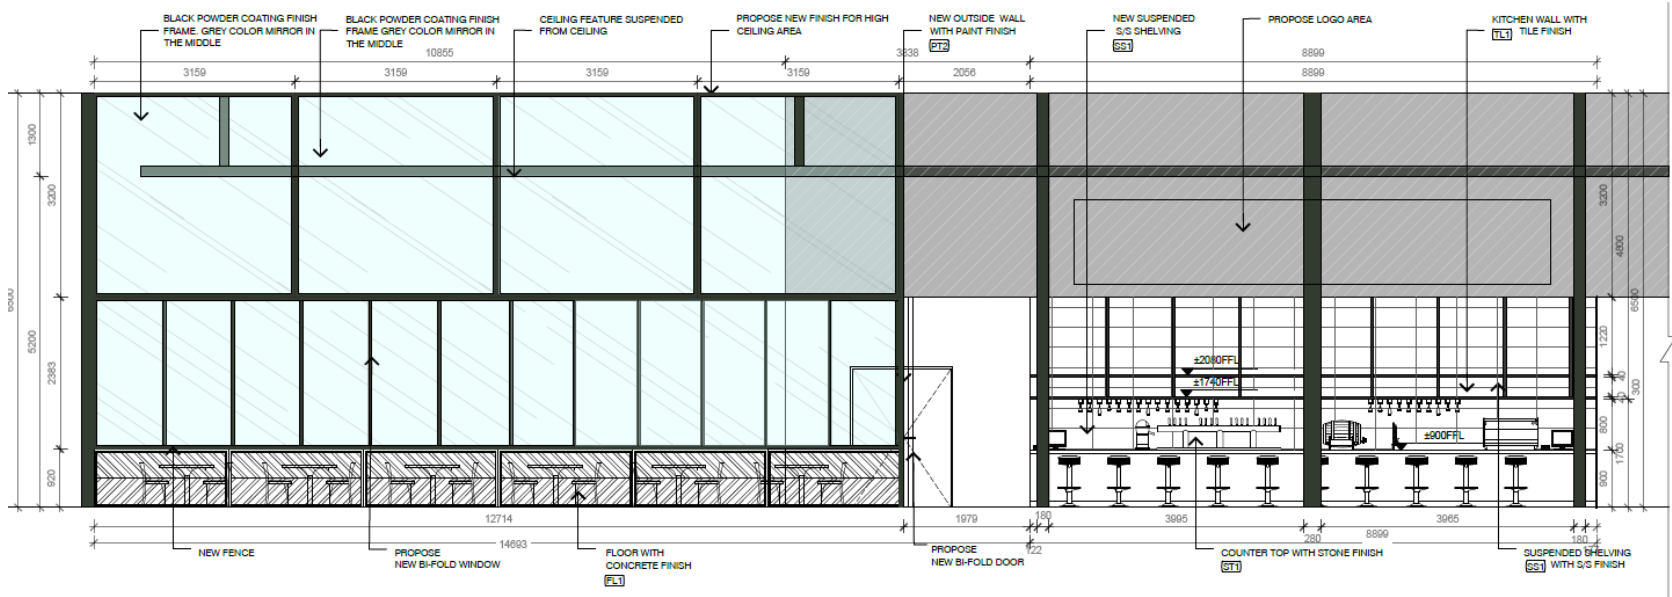 BLACK POWDER COATING FINISH
FRAME. GREY COLOR MIRROR IN
THE MIDDLE
BLACK POWDER COATING FINISH
FRAME GREY COLOR MIRROR IN
THE MIDDLE
CEILING FEATURE SUSPENDED
FROM CEILING
PROPOSE NEW FINISH FOR HIGH
CEILING AREA
NEW OUTSIDE WALL
WITH PAINT FINISH
PT2
NEW SUSPENDED
S/S SHELVING
SS1
PROPOSE LOGO AREA
KITCHEN WALL WITH
TL1 TILE FINISH
10855
3838
8899
3159
3159
3159
3159
2056
8899
1300
3200
6500
5200
2383
920
3200
4800
6500
1220
300
800
1700
900
±2080FFL
±1740FFL
±900FFL
12714
1979
180
3995
3965
14693
122
280
8899
180
NEW FENCE
PROPOSE
NEW BI-FOLD WINDOW
FLOOR WITH
CONCRETE FINISH
FL1
PROPOSE
NEW BI-FOLD DOOR
COUNTER TOP WITH STONE FINISH
ST1
SUSPENDED SHELVING
SS1 WITH S/S FINISH